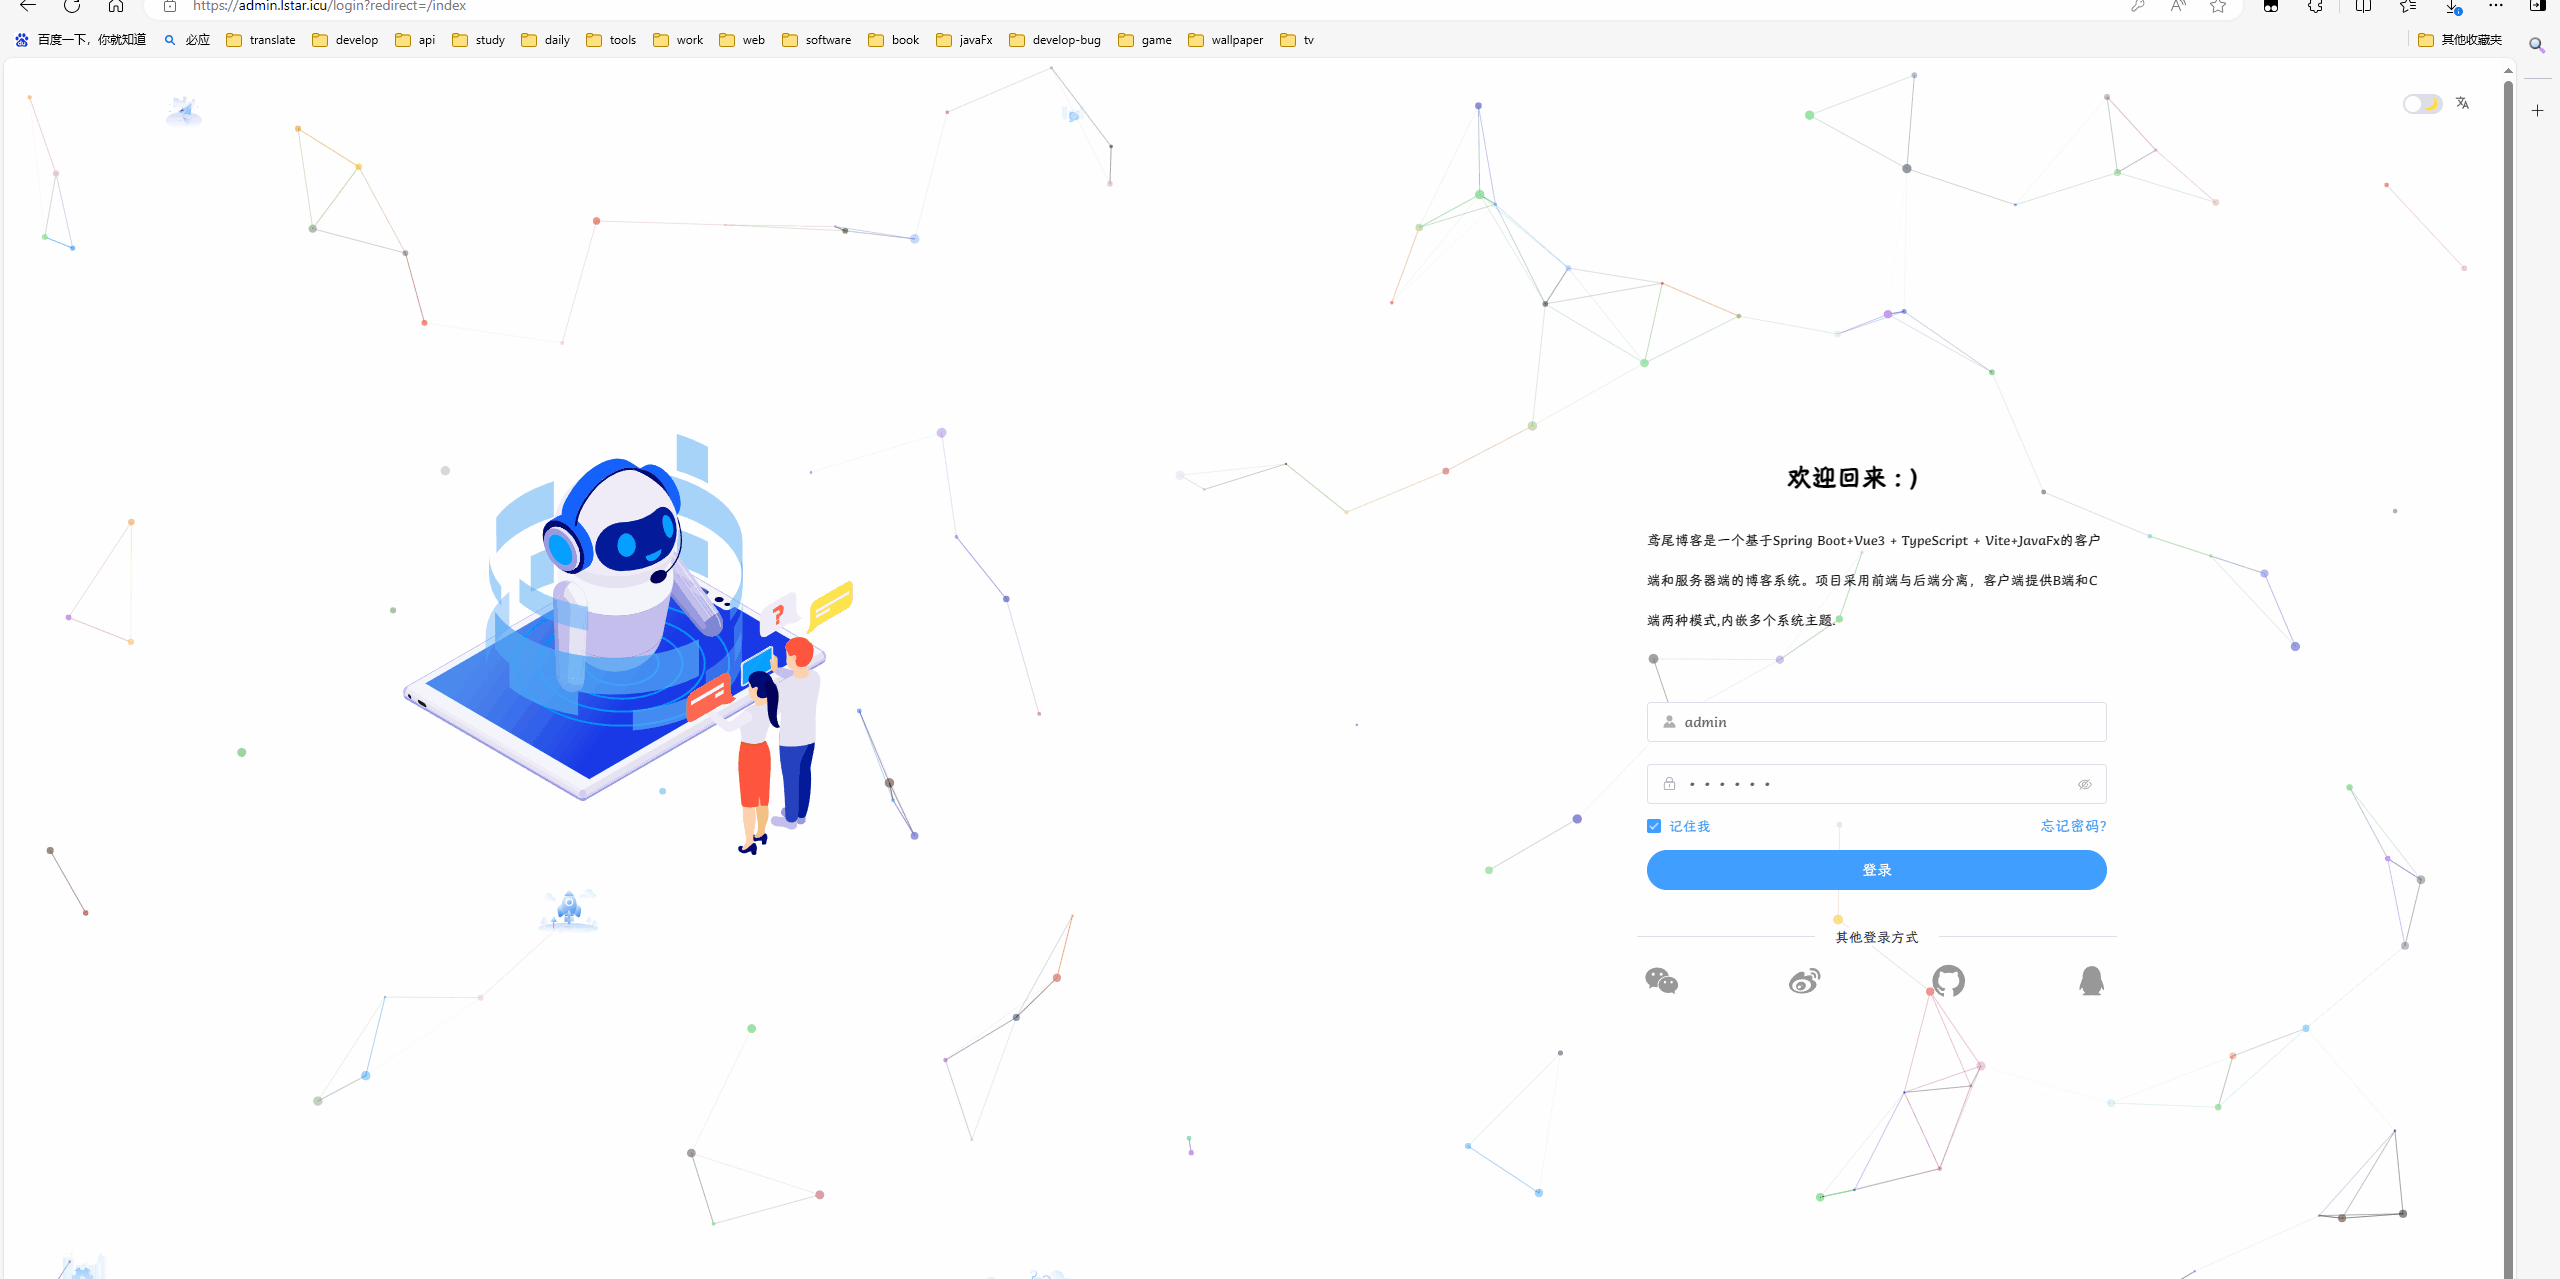 https://admin.lstar.icu/login?redirect=/index
百度一下，你就知道 必应 translate develop api study daily tools work web software book javaFx develop-bug game wallpaper tv 其他收藏夹
欢迎回来 : )
鸢尾博客是一个基于Spring Boot+Vue3 + TypeScript + Vite+JavaFx的客户
端和服务器端的博客系统。项目采用前端与后端分离，客户端提供B端和C
端两种模式,内嵌多个系统主题.
admin
记住我 忘记密码?
登录
其他登录方式